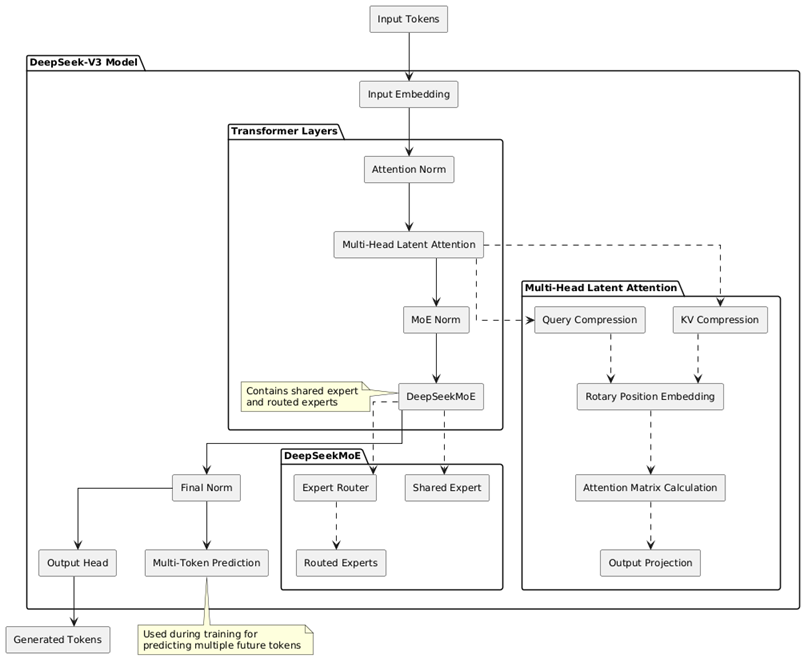 Input Tokens
DeepSeek-V3 Model
Input Embedding
Transformer Layers
Attention Norm
Multi-Head Latent Attention
Multi-Head Latent Attention
MoE Norm
Query Compression
KV Compression
Contains shared expert
and routed experts
DeepSeekMoE
Rotary Position Embedding
DeepSeekMoE
Final Norm
Expert Router
Shared Expert
Attention Matrix Calculation
Output Head
Multi-Token Prediction
Routed Experts
Output Projection
Generated Tokens
Used during training for
predicting multiple future tokens